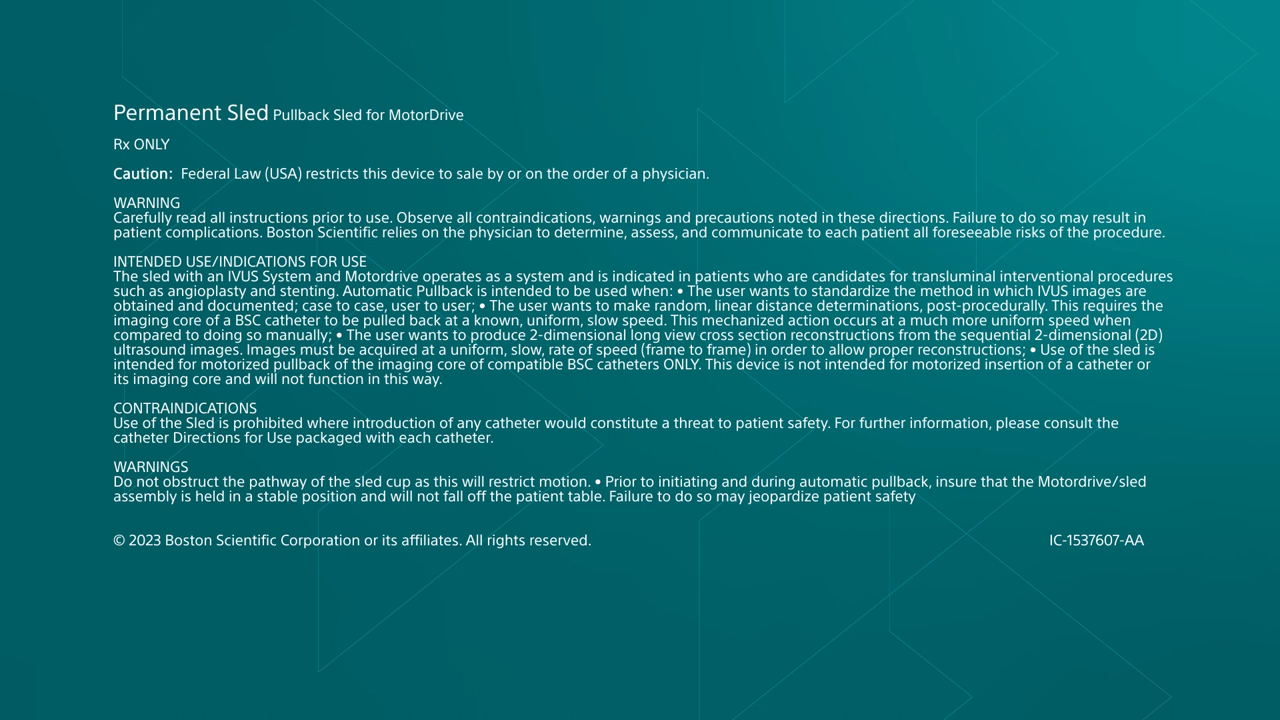 Permanent Sled Pullback Sled for MotorDrive
Rx ONLY
Caution: Federal Law (USA) restricts this device to sale by or on the order of a physician.
WARNING
Carefully read all instructions prior to use. Observe all contraindications, warnings and precautions noted in these directions. Failure to do so may result in
patient complications. Boston Scientific relies on the physician to determine, assess, and communicate to each patient all foreseeable risks of the procedure.
INTENDED USE/INDICATIONS FOR USE
The sled with an IVUS System and Motordrive operates as a system and is indicated in patients who are candidates for transluminal interventional procedures
such as angioplasty and stenting. Automatic Pullback is intended to be used when: • The user wants to standardize the method in which IVUS images are
obtained and documented; case to case, user to user; • The user wants to make random, linear distance determinations, post-procedurally. This requires the
imaging core of a BSC catheter to be pulled back at a known, uniform, slow speed. This mechanized action occurs at a much more uniform speed when
compared to doing so manually; • The user wants to produce 2-dimensional long view cross section reconstructions from the sequential 2-dimensional (2D)
ultrasound images. Images must be acquired at a uniform, slow, rate of speed (frame to frame) in order to allow proper reconstructions; • Use of the sled is
intended for motorized pullback of the imaging core of compatible BSC catheters ONLY. This device is not intended for motorized insertion of a catheter or
its imaging core and will not function in this way.
CONTRAINDICATIONS
Use of the Sled is prohibited where introduction of any catheter would constitute a threat to patient safety. For further information, please consult the
catheter Directions for Use packaged with each catheter.
WARNINGS
Do not obstruct the pathway of the sled cup as this will restrict motion. • Prior to initiating and during automatic pullback, insure that the Motordrive/sled
assembly is held in a stable position and will not fall off the patient table. Failure to do so may jeopardize patient safety
© 2023 Boston Scientific Corporation or its affiliates. All rights reserved.
IC-1537607-AA